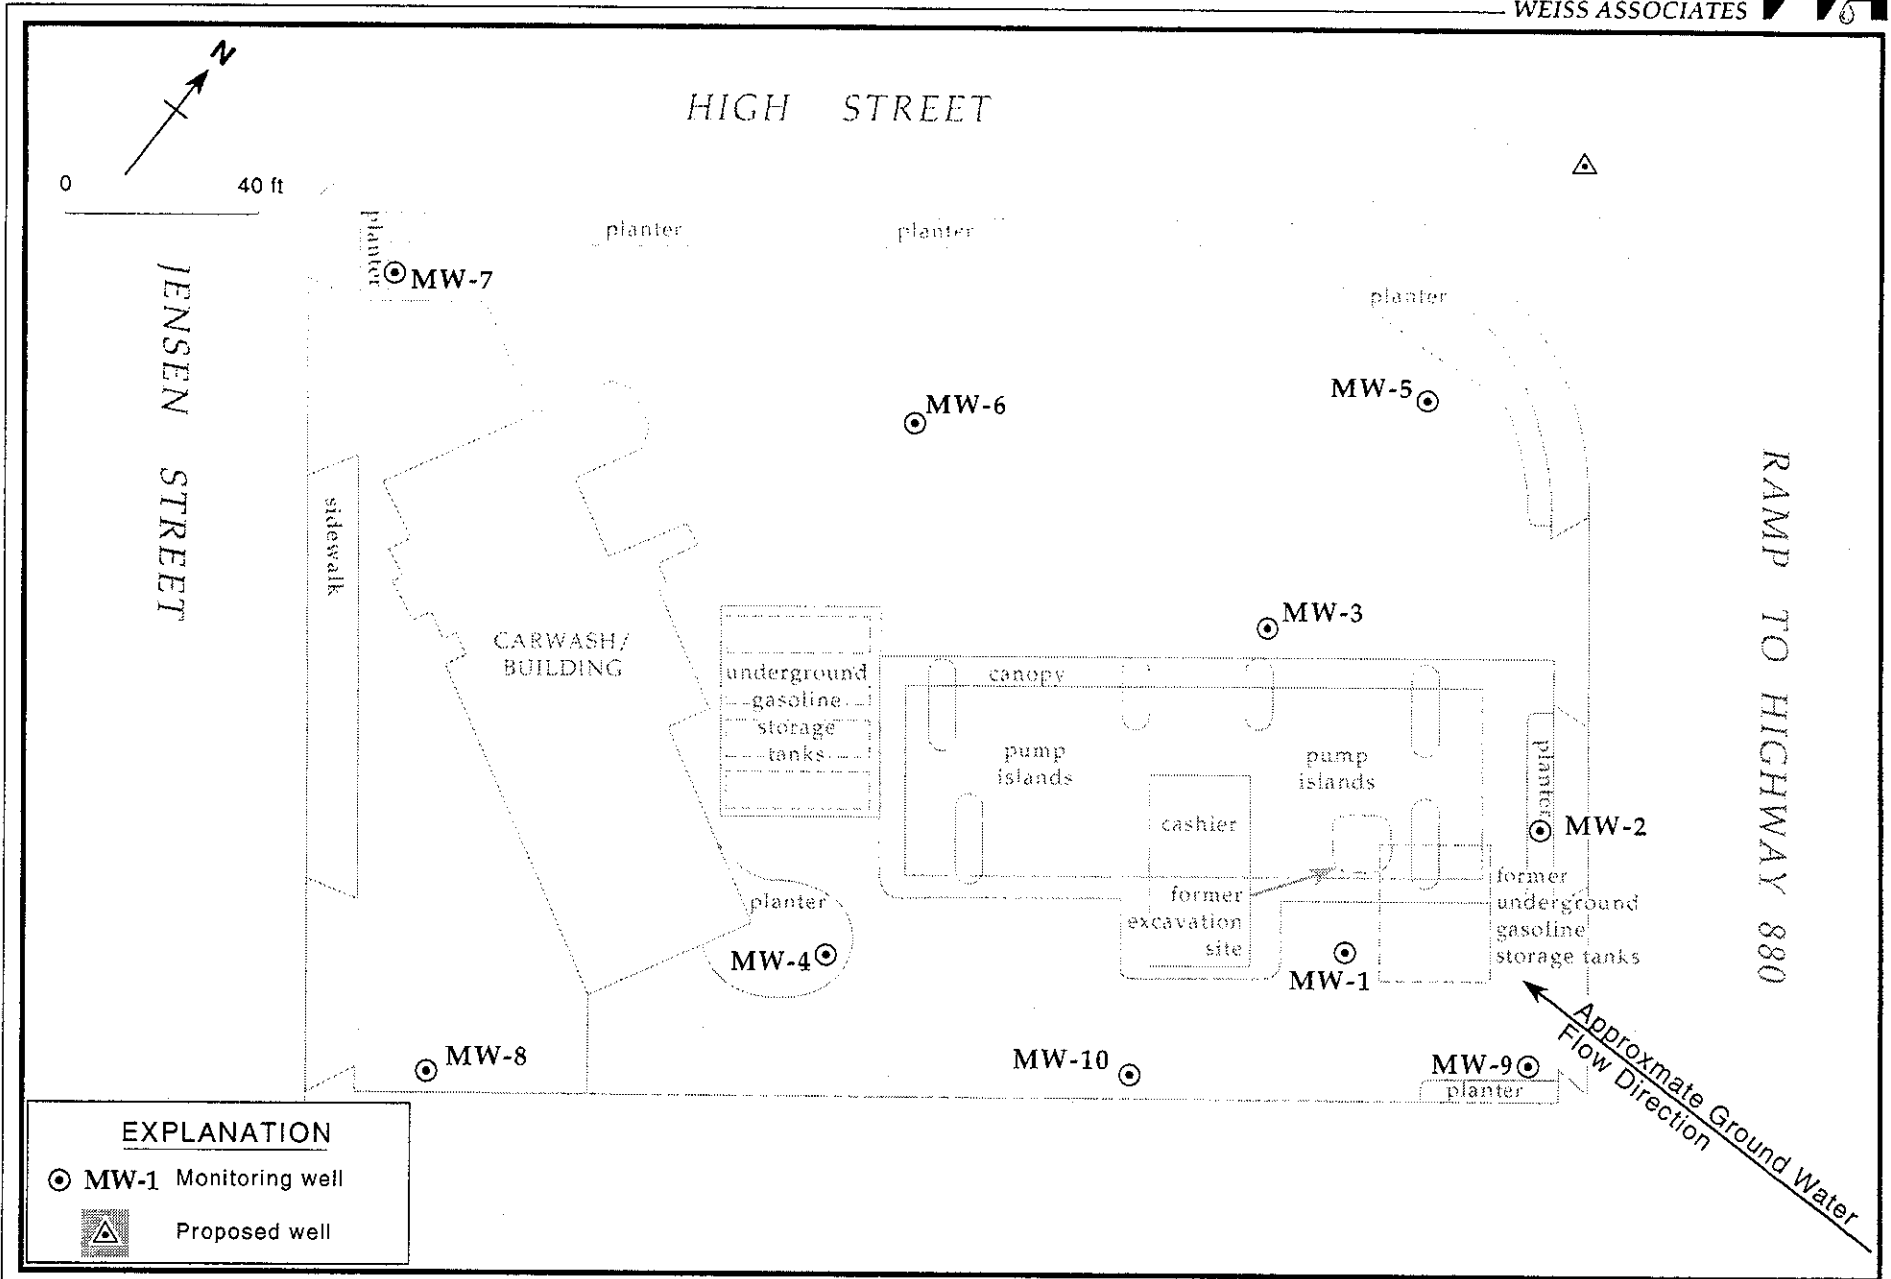 WEISS ASSOCIATES
N
HIGH STREET
0 40 ft
planter
planter
planter
MW-7
JENSEN STREET
planter
MW-5
MW-6
RAMP TO HIGHWAY 880
sidewalk
MW-3
CARWASH/
BUILDING
underground
gasoline
storage
tanks
canopy
pump
islands
pump
islands
planter
cashier
MW-2
former
excavation
site
former
underground
gasoline
storage tanks
planter
MW-4
MW-1
Approxmate Ground Water
Flow Direction
MW-8
MW-10
MW-9
planter
EXPLANATION
MW-1 Monitoring well
Proposed well